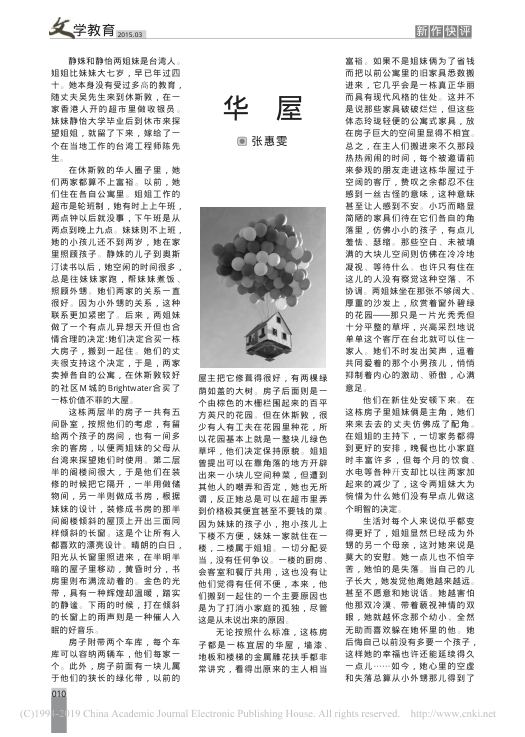 文学教育 2015.03
新作快评
静姝和静怡两姐妹是台湾人。
姐姐比妹妹大七岁，早已年过四
十。她本身没有受过多高的教育，
随丈夫吴先生来到休斯敦，在一
家香港人开的超市里做收银员。
妹妹静怡大学毕业后到休市来探
望姐姐，就留了下来，嫁给了一
个在当地工作的台湾工程师陈先
生。
在休斯敦的华人圈子里，她
们两家都算不上富裕。以前，她
们住在各自公寓里。姐姐工作的
超市是轮班制，她有时上上午班，
两点钟以后就没事，下午班是从
两点到晚上九点。妹妹则不上班，
她的小孩儿还不到两岁，她在家
里照顾孩子。静姝的儿子到奥斯
汀读书以后，她空闲的时间很多，
总是往妹妹家跑，帮妹妹煮饭、
照顾外甥。她们两家的关系一直
很好。因为小外甥的关系，这种
联系更加紧密了。后来，两姐妹
做了一个有点儿异想天开但也合
情合理的决定:她们决定合买一栋
大房子，搬到一起住。她们的丈
夫很支持这个决定，于是，两家
卖掉各自的公寓，在休斯敦较好
的社区M城的Brightwater合买了
一栋价值不菲的大屋。
这栋两层半的房子一共有五
间卧室，按照他们的考虑，有留
给两个孩子的房间，也有一间多
余的客房，以便两姐妹的父母从
台湾来探望她们时使用。第二层
半的阁楼间很大，于是他们在装
修的时候把它隔开，一半用做储
物间，另一半则做成书房，根据
妹妹的设计，装修成书房的那半
间阁楼倾斜的屋顶上开出三面同
样倾斜的长窗。这是个让所有人
都喜欢的漂亮设计。晴朗的白日，
阳光从长窗里照进来，在半明半
暗的屋子里移动，黄昏时分，书
房里则布满流动着的。金色的光
带，具有一种辉煌却温暖，踏实
的静谧。下雨的时候，打在倾斜
的长窗上的雨声则是一种催人入
眠的好音乐。
房子附带两个车库，每个车
库可以容纳两辆车，他们每家一
个。此外，房子前面有一块儿属
于他们的狭长的绿化带，以前的
华 屋
张惠雯
屋主把它修葺得很好，有两棵绿
荫如盖的大树。房子后面则是一
个由棕色的木栅栏围起来的百平
方英尺的花园。但在休斯敦，很
少有人有工夫在花园里种花，所
以花园基本上就是一整块儿绿色
草坪，他们决定保持原貌。姐姐
曾提出可以在靠角落的地方开辟
出来一小块儿空间种菜，但遭到
其他人的嘲弄和否定，她也无所
谓，反正她总是可以在超市里弄
到价格极其便宜甚至不要钱的菜。
因为妹妹的孩子小，抱小孩儿上
下楼不方便，妹妹一家就住在一
楼，二楼属于姐姐。一切分配妥
当，没有任何争议。一楼的厨房、
会客室和餐厅共用，这也没有让
他们觉得有任何不便，本来，他
们搬到一起住的一个主要原因也
是为了打消小家庭的孤独，尽管
这是从未说出来的原因。
无论按照什么标准，这栋房
子都是一栋宜居的华屋，墙漆、
地板和楼梯的金属雕花扶手都非
常讲究，看得出原来的主人相当
富裕。如果不是姐妹俩为了省钱
而把以前公寓里的旧家具悉数搬
进来，它几乎会是一栋真正华丽
而具有现代风格的住处。这并不
是说那些家具破破烂烂，但这些
体态玲珑轻便的公寓式家具，放
在房子巨大的空间里显得不相宜。
总之，在主人们搬进来不久那段
热热闹闹的时间，每个被邀请前
来参观的朋友走进这栋华屋过于
空阔的客厅，赞叹之余都忍不住
感到一丝古怪的意味，这种意味
甚至让人感到不安。小巧而略显
简陋的家具们待在它们各自的角
落里，仿佛小小的孩子，有点儿
羞怯、瑟缩。那些空白、未被填
满的大块儿空间则仿佛在冷冷地
凝视、等待什么。也许只有住在
这儿的人没有察觉这种空落、不
协调。两姐妹坐在那张不够阔大、
厚重的沙发上，欣赏着窗外碧绿
的花园——那只是一片光秃秃但
十分平整的草坪，兴高采烈地说
单单这个客厅在台北就可以住一
家人。她们不时发出笑声，逗着
共同爱着的那个小男孩儿，悄悄
抑制着内心的激动、骄傲，心满
意足。
他们在新住处安顿下来。在
这栋房子里姐妹俩是主角，她们
来来去去的丈夫仿佛成了配角。
在姐姐的主持下，一切家务都得
到更好的安排，晚餐也比小家庭
时丰富许多，但每个月的饮食、
水电等各种开支却比以往两家加
起来的减少了，这令两姐妹大为
惋惜为什么她们没有早点儿做这
个明智的决定。
生活对每个人来说似乎都变
得更好了，姐姐显然已经成为外
甥的另一个母亲，这对她来说是
莫大的安慰。她一点儿也不怕辛
苦，她怕的是失落。当自己的儿
子长大，她发觉他离她越来越远。
甚至不愿意和她说话。她越害怕
他那双冷漠、带着藐视神情的双
眼，她就越怀念那个幼小、全然
无助而喜欢躲在她怀里的他。她
后悔自己以前没有多要一个孩子，
这样她的幸福也许还能延续得久
一点儿……如今，她心里的空虚
和失落总算从小外甥那儿得到了
010
(C)1994-2019 China Academic Journal Electronic Publishing House. All rights reserved. http://www.cnki.net